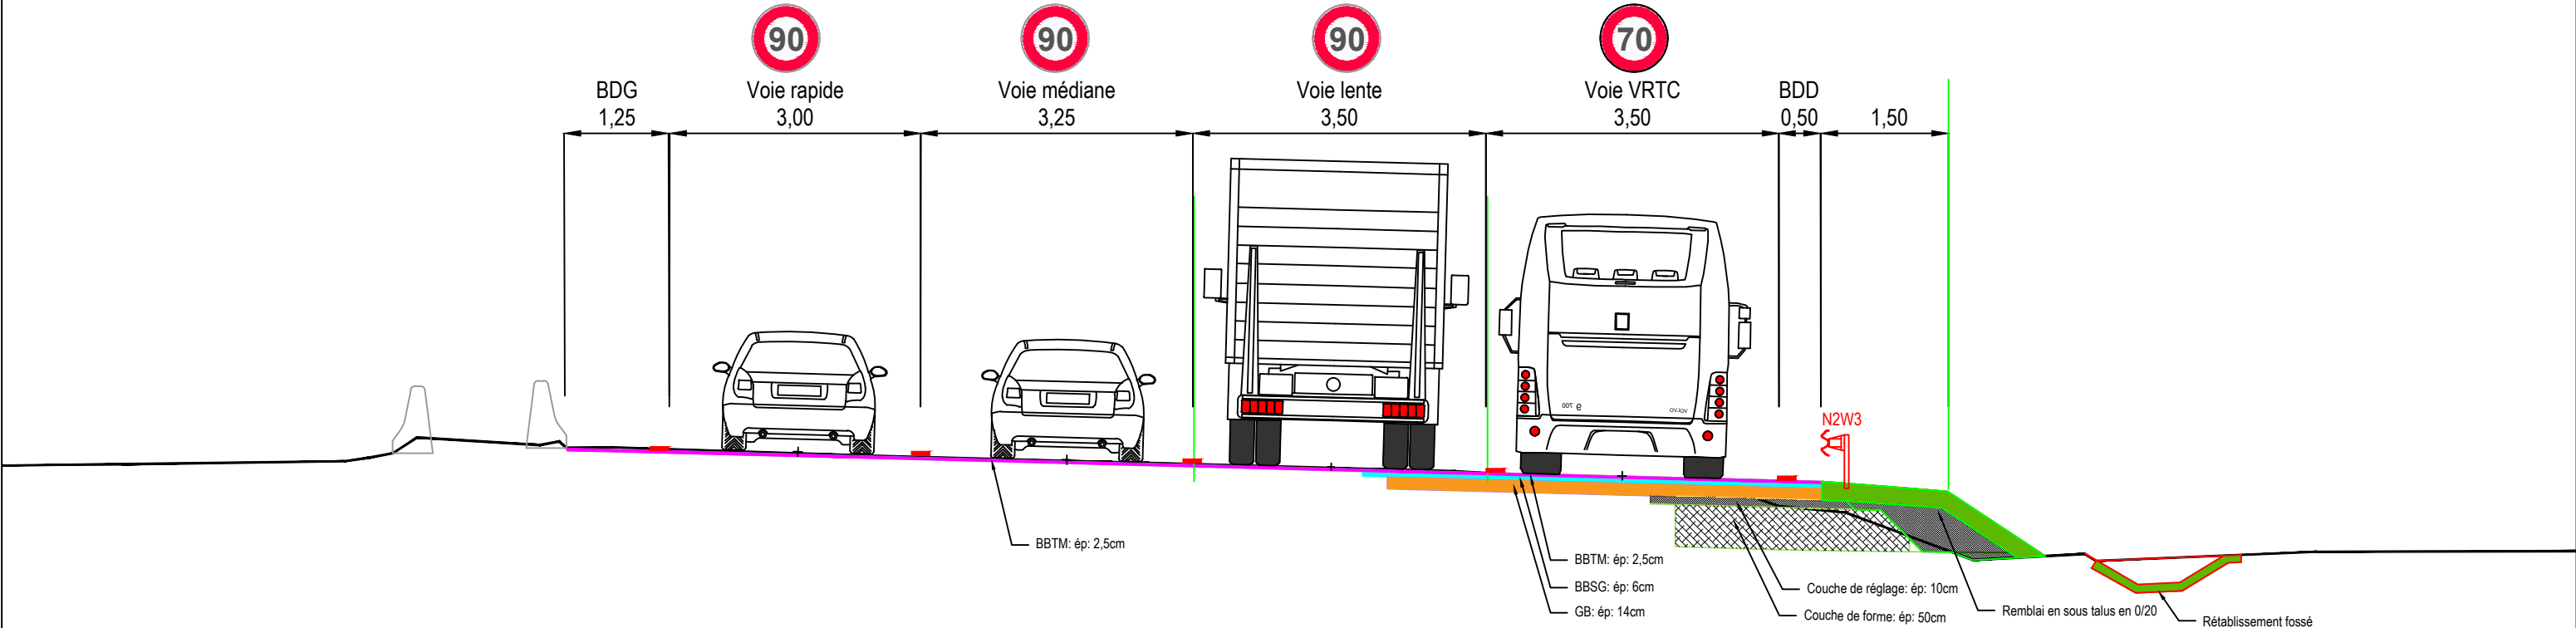 90
90
90
70
BDG
Voie rapide
Voie médiane
Voie lente
Voie VRTC
BDD
1,25
3,00
3,25
3,50
3,50
0,50
1,50
9 700
VOLVO
N2W3
BBTM: ép: 2,5cm
BBTM: ép: 2,5cm
BBSG: ép: 6cm
GB: ép: 14cm
Couche de réglage: ép: 10cm
Couche de forme: ép: 50cm
Remblai en sous talus en 0/20
Rétablissement fossé